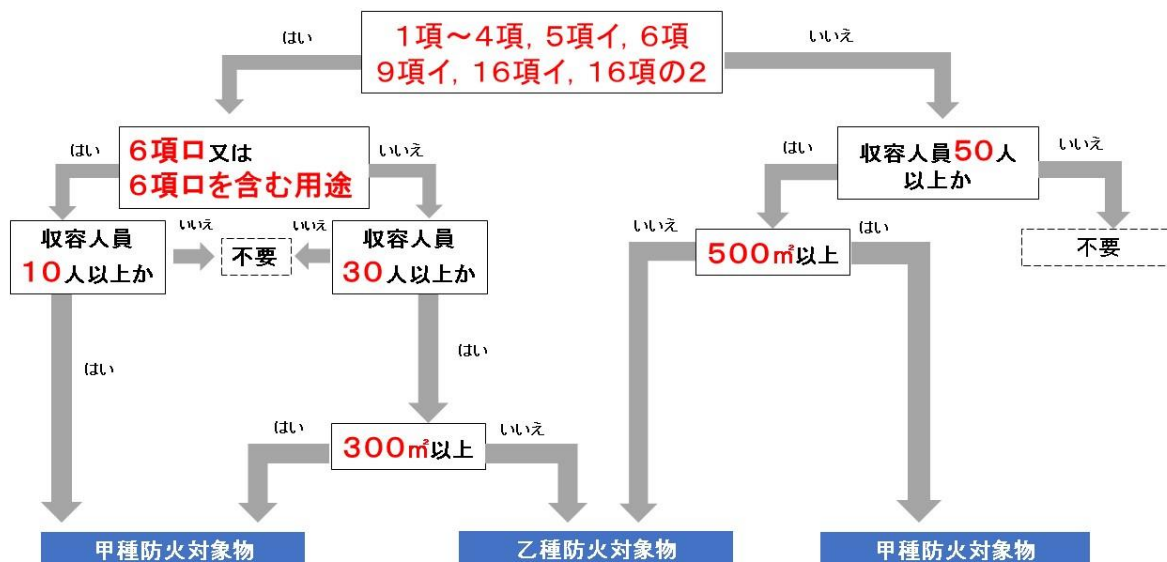 はい
1項～4項, 5項イ, 6項
9項イ, 16項イ, 16項の2
いいえ
はい
6項ロ又は
6項ロを含む用途
いいえ
はい
収容人員50人
以上か
いいえ
収容人員
10人以上か
いいえ
不要
いいえ
収容人員
30人以上か
いいえ
500㎡以上
はい
不要
はい
はい
はい
300㎡以上
いいえ
甲種防火対象物
乙種防火対象物
甲種防火対象物